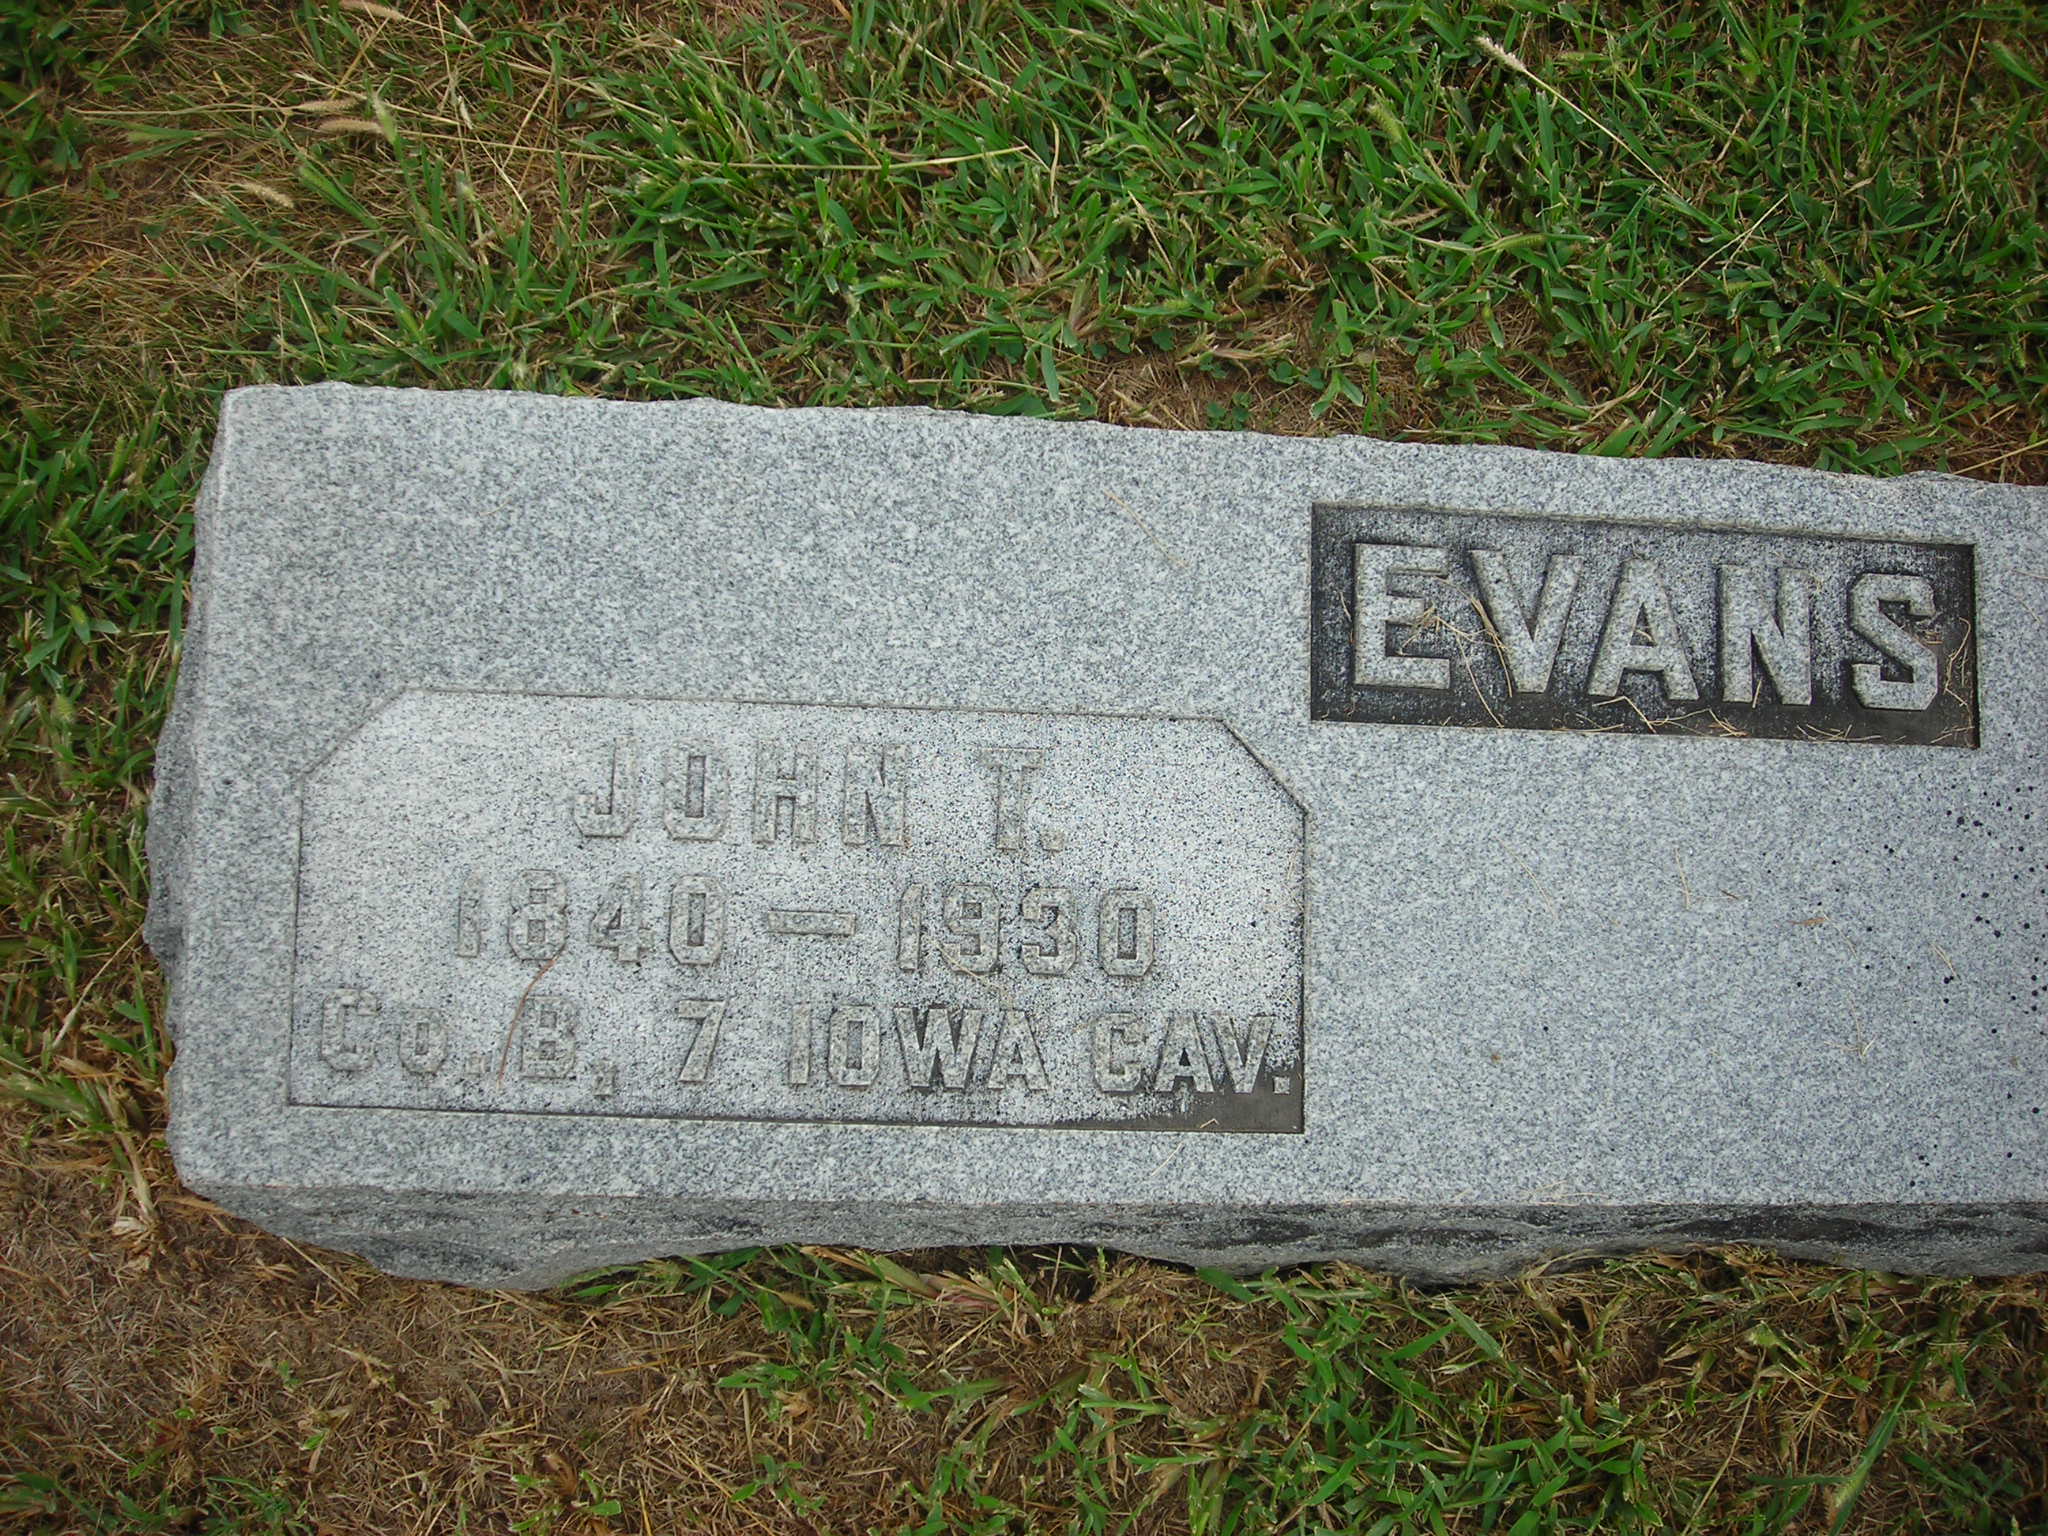 EVANS
JOHN T.
1840 — 1930
Co. B. 7 IOWA CAV.